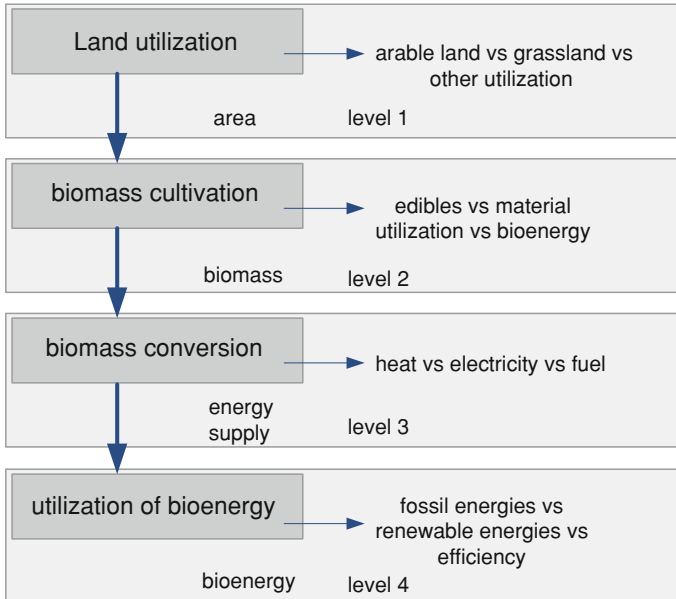 Land utilization
arable land vs grassland vs
other utilization
area
level 1
biomass cultivation
edibles vs material
utilization vs bioenergy
biomass
level 2
biomass conversion
heat vs electricity vs fuel
energy
supply
level 3
utilization of bioenergy
fossil energies vs
renewable energies vs
efficiency
bioenergy
level 4